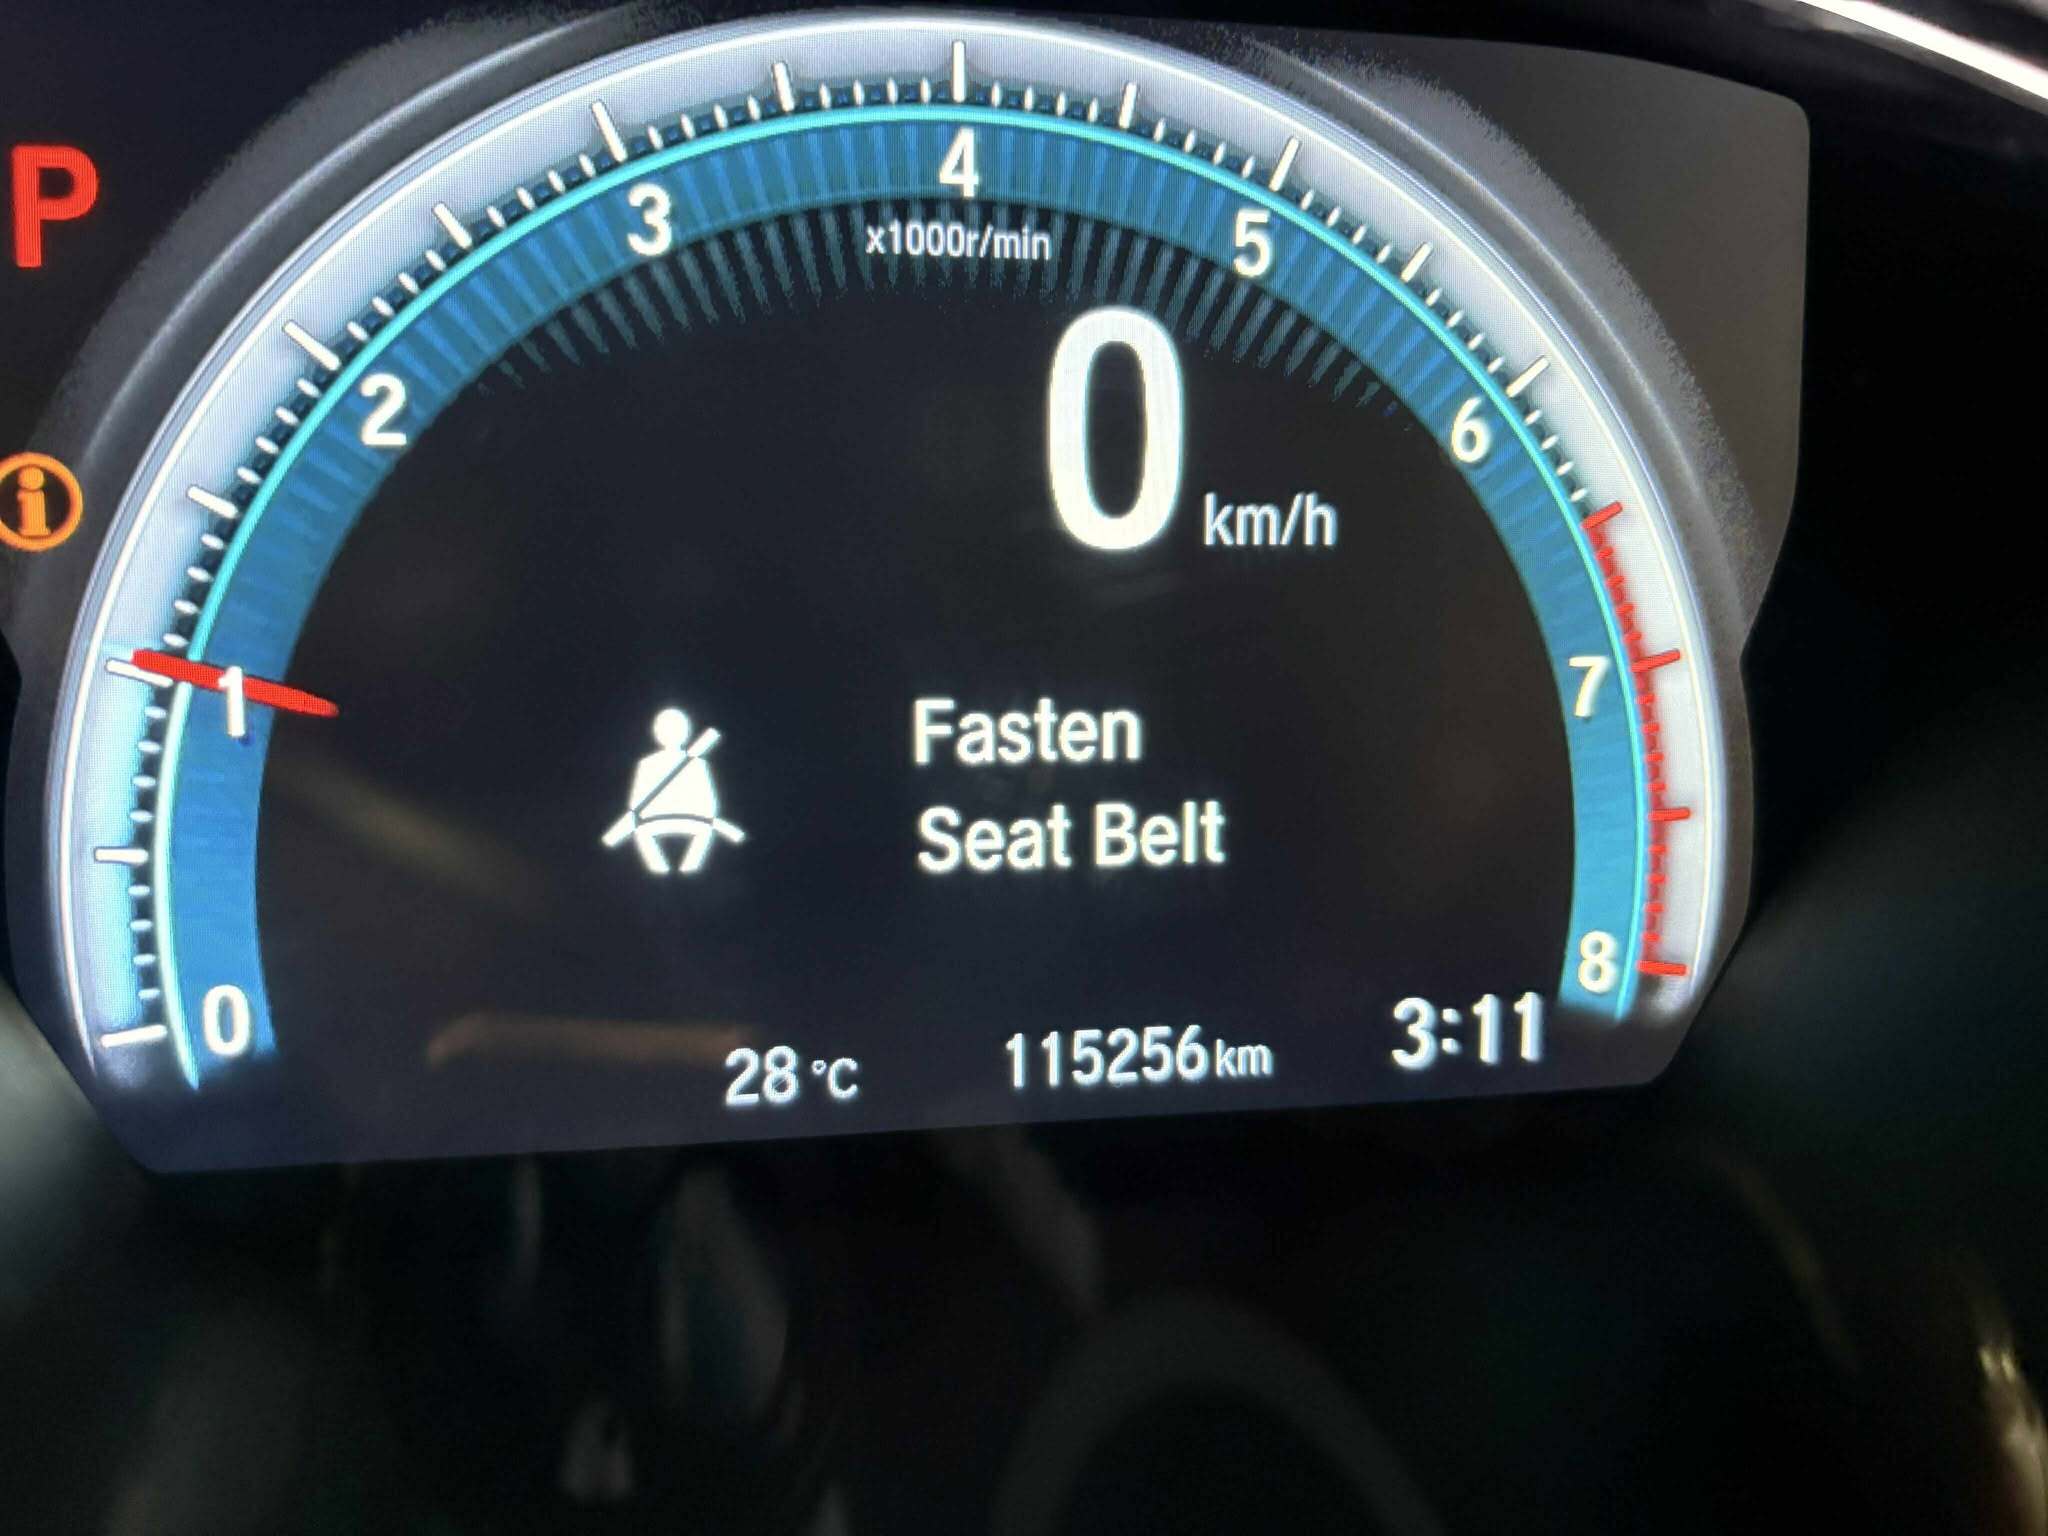 P
4
3
5
x1000r/min
2
6
0 km/h
i
1
7
Fasten
Seat Belt
8
0
28 °C
115256 km
3:11